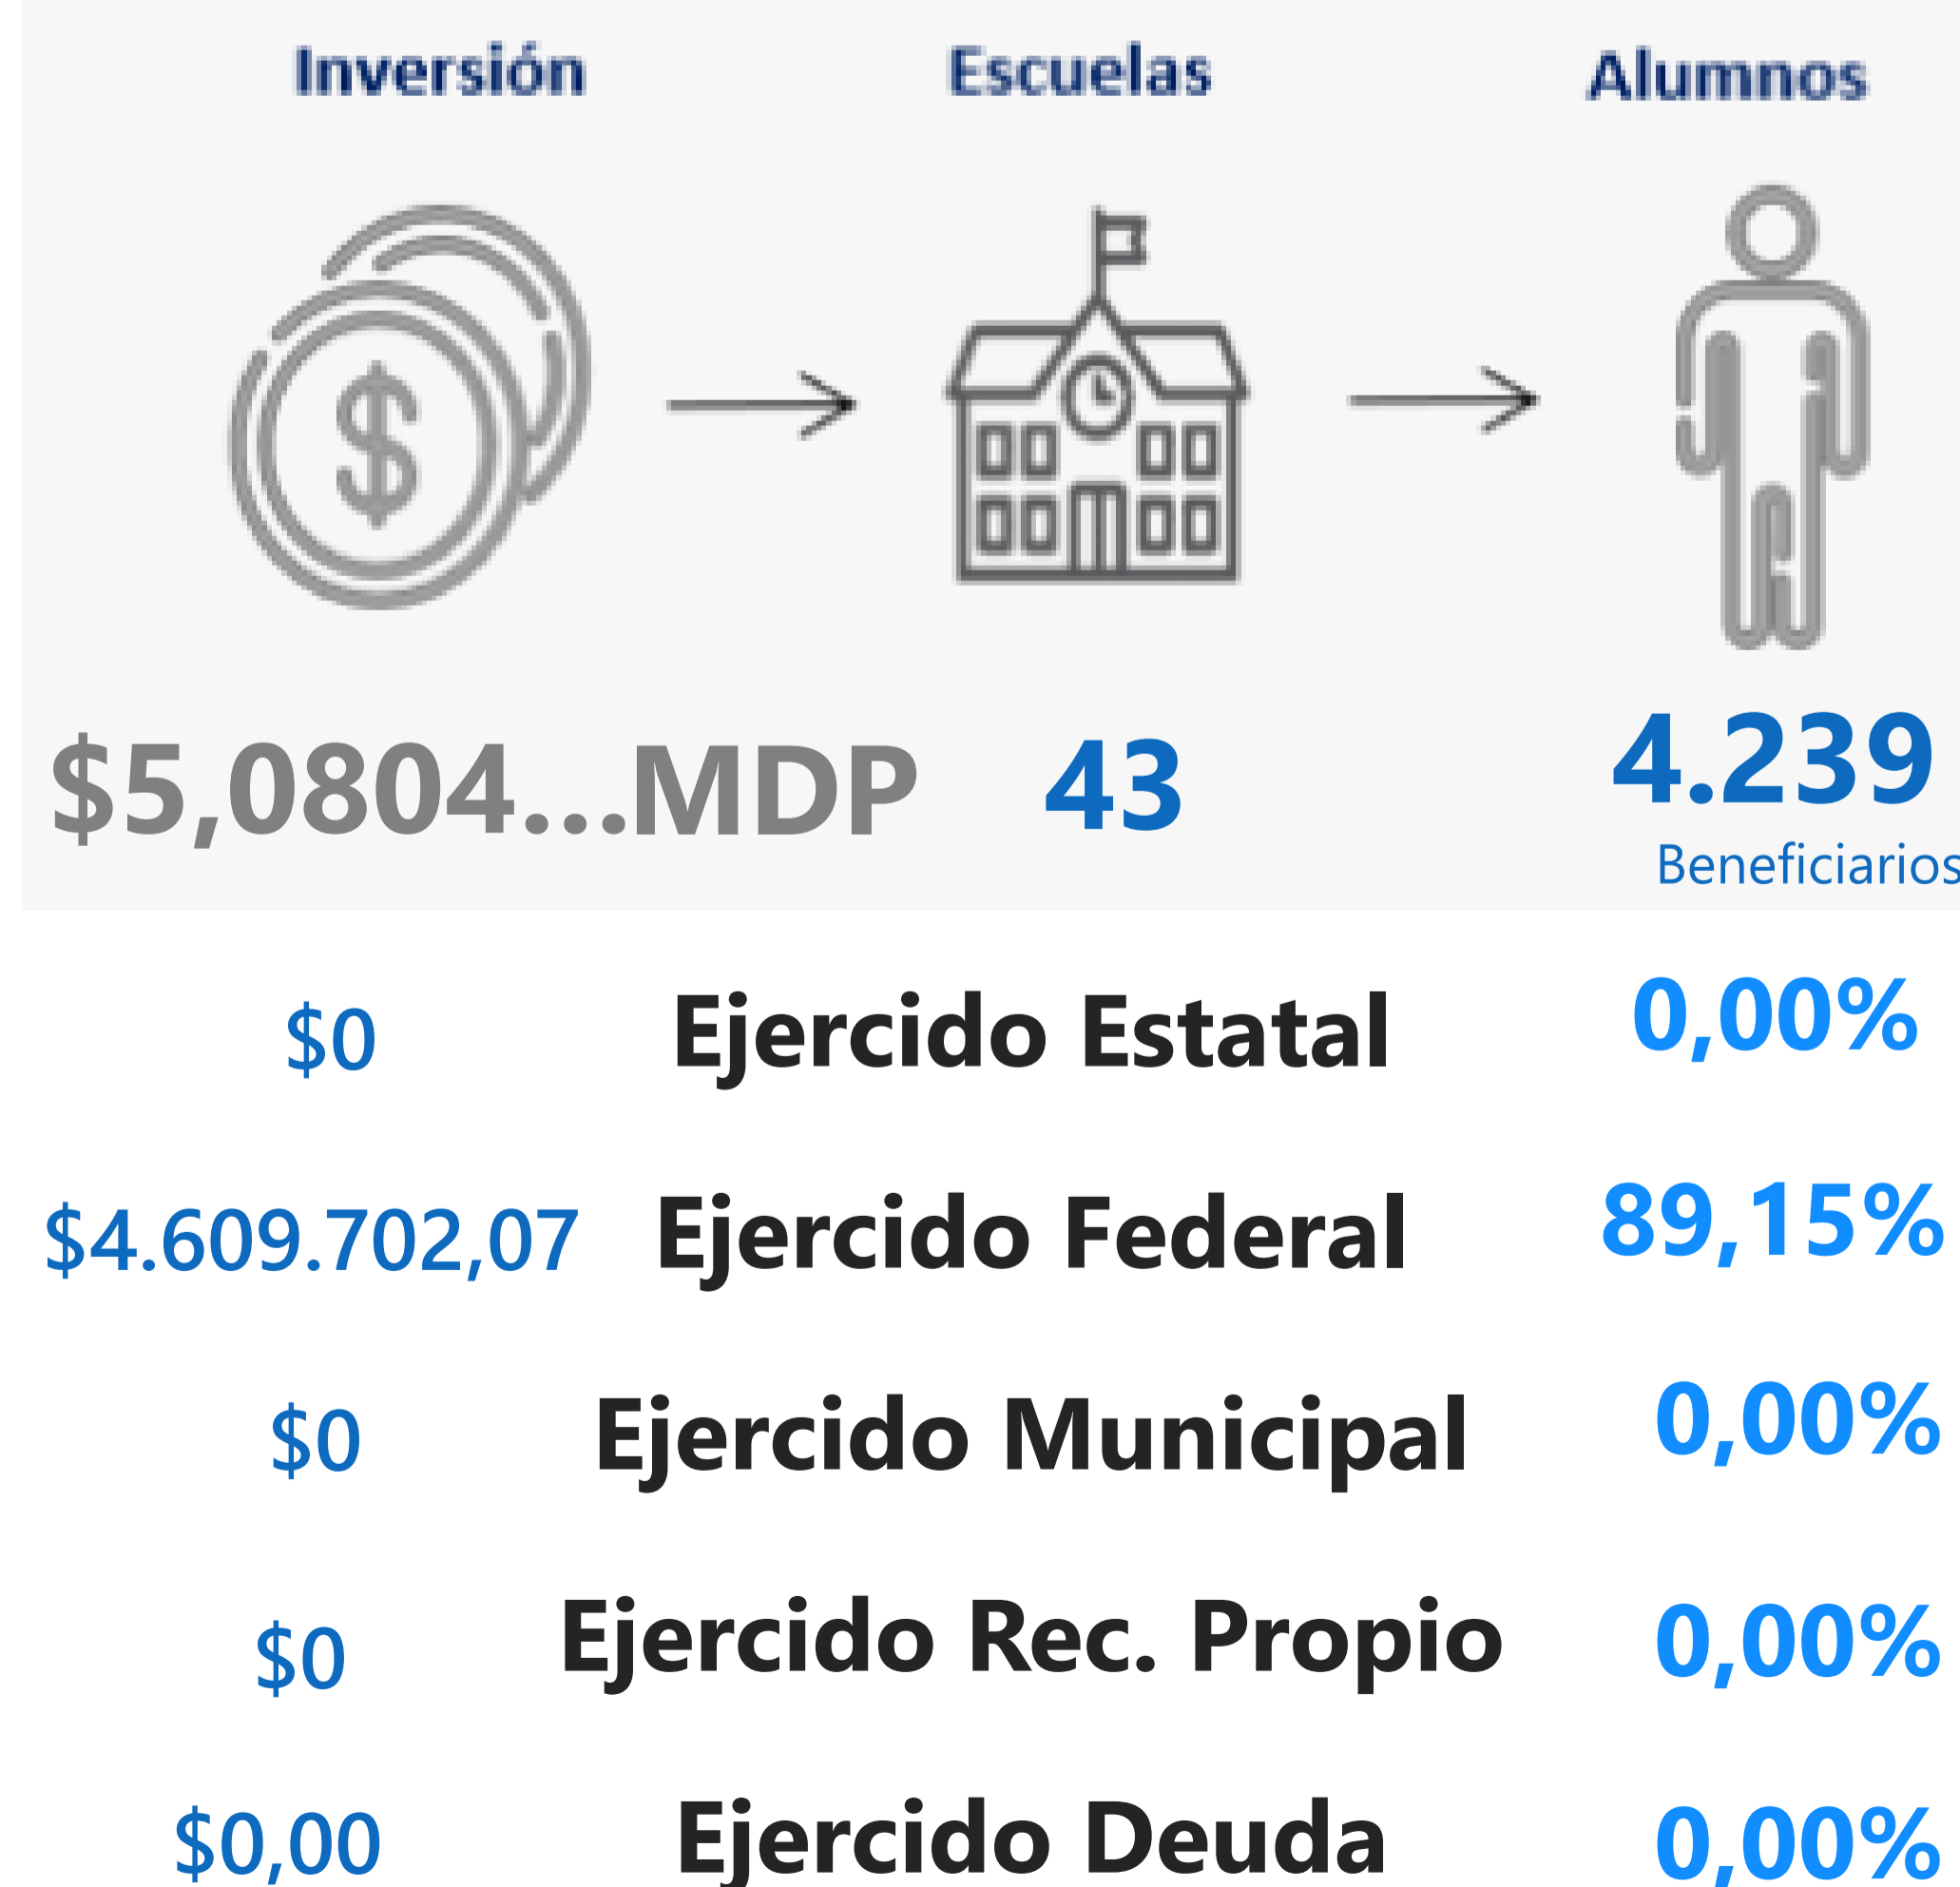 Inversión Escuelas Alumnos
$5,0804...MDP 43 4.239
Beneficiarios
$0 Ejercido Estatal 0,00%
$4.609.702,07 Ejercido Federal 89,15%
$0 Ejercido Municipal 0,00%
$0 Ejercido Rec. Propio 0,00%
$0,00 Ejercido Deuda 0,00%